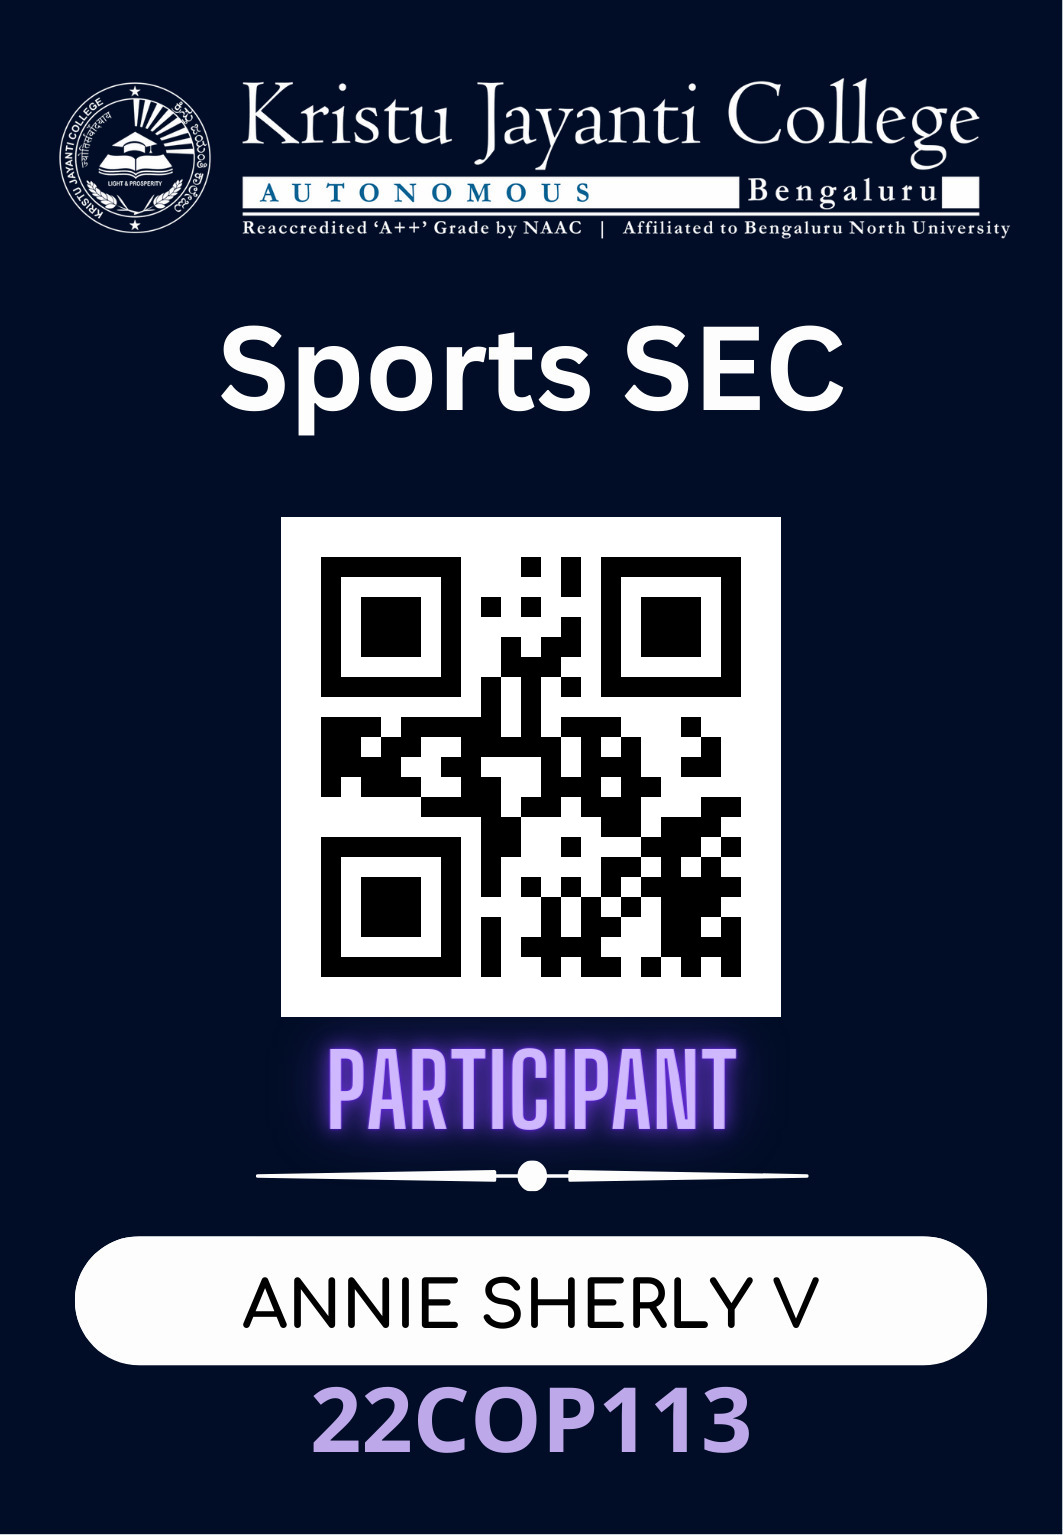 Kristu Jayanti College
AUTONOMOUS Bengaluru
Reaccredited ‘A++’ Grade by NAAC | Affiliated to Bengaluru North University
KRISTU JAYANTI COLLEGE
ಕ್ರಿಸ್ತು ಜಯಂತಿ ಕಾಲೇಜು
LIGHT & PROSPERITY
Sports SEC
PARTICIPANT
ANNIE SHERLY V
22COP113